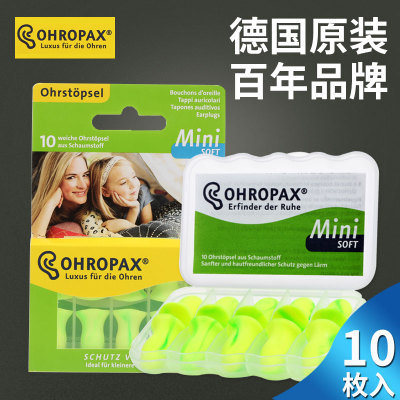 OHROPAX®
Luxus für die Ohren
德国原装
百年品牌
Ohrstöpsel
Bouchons d'oreille
Tappi auricolari
Tapones auditivos
Earplugs
10 weiche Ohrstöpsel
aus Schaumstoff
Mini
SOFT
OHROPAX®
Luxus für die Ohren
SCHUTZ V
Ideal für kleinere
OHROPAX®
Erfinder der Ruhe
Mini
SOFT
10 Ohrstöpsel aus Schaumstoff
Sanfter und hautfreundlicher Schutz gegen Lärm
10
枚入